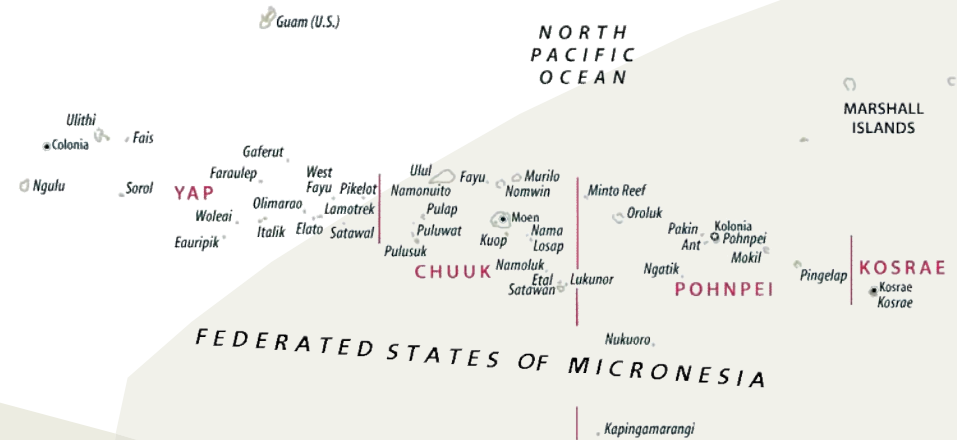 Guam (U.S.)
NORTH
PACIFIC
OCEAN
MARSHALL
ISLANDS
Ulithi
Colonia
Fais
Ngulu
Sorol
YAP
Gaferut
Faraulep
West
Fayu
Pikelot
Olimarao
Lamotrek
Woleai
Italik
Elato
Satawal
Eauripik
Ulul
Fayu
Murilo
Namonuito
Nomwin
Pulap
Moen
Puluwat
Nama
Kuop
Losap
Pulusuk
CHUUK
Namoluk
Etal
Lukunor
Satawan
Minto Reef
Oroluk
Pakin
Kolonia
Pohnpei
Ant
Mokil
Ngatik
Pingelap
POHNPEI
KOSRAE
Kosrae
Kosrae
Nukuoro
FEDERATED STATES OF MICRONESIA
Kapingamarangi